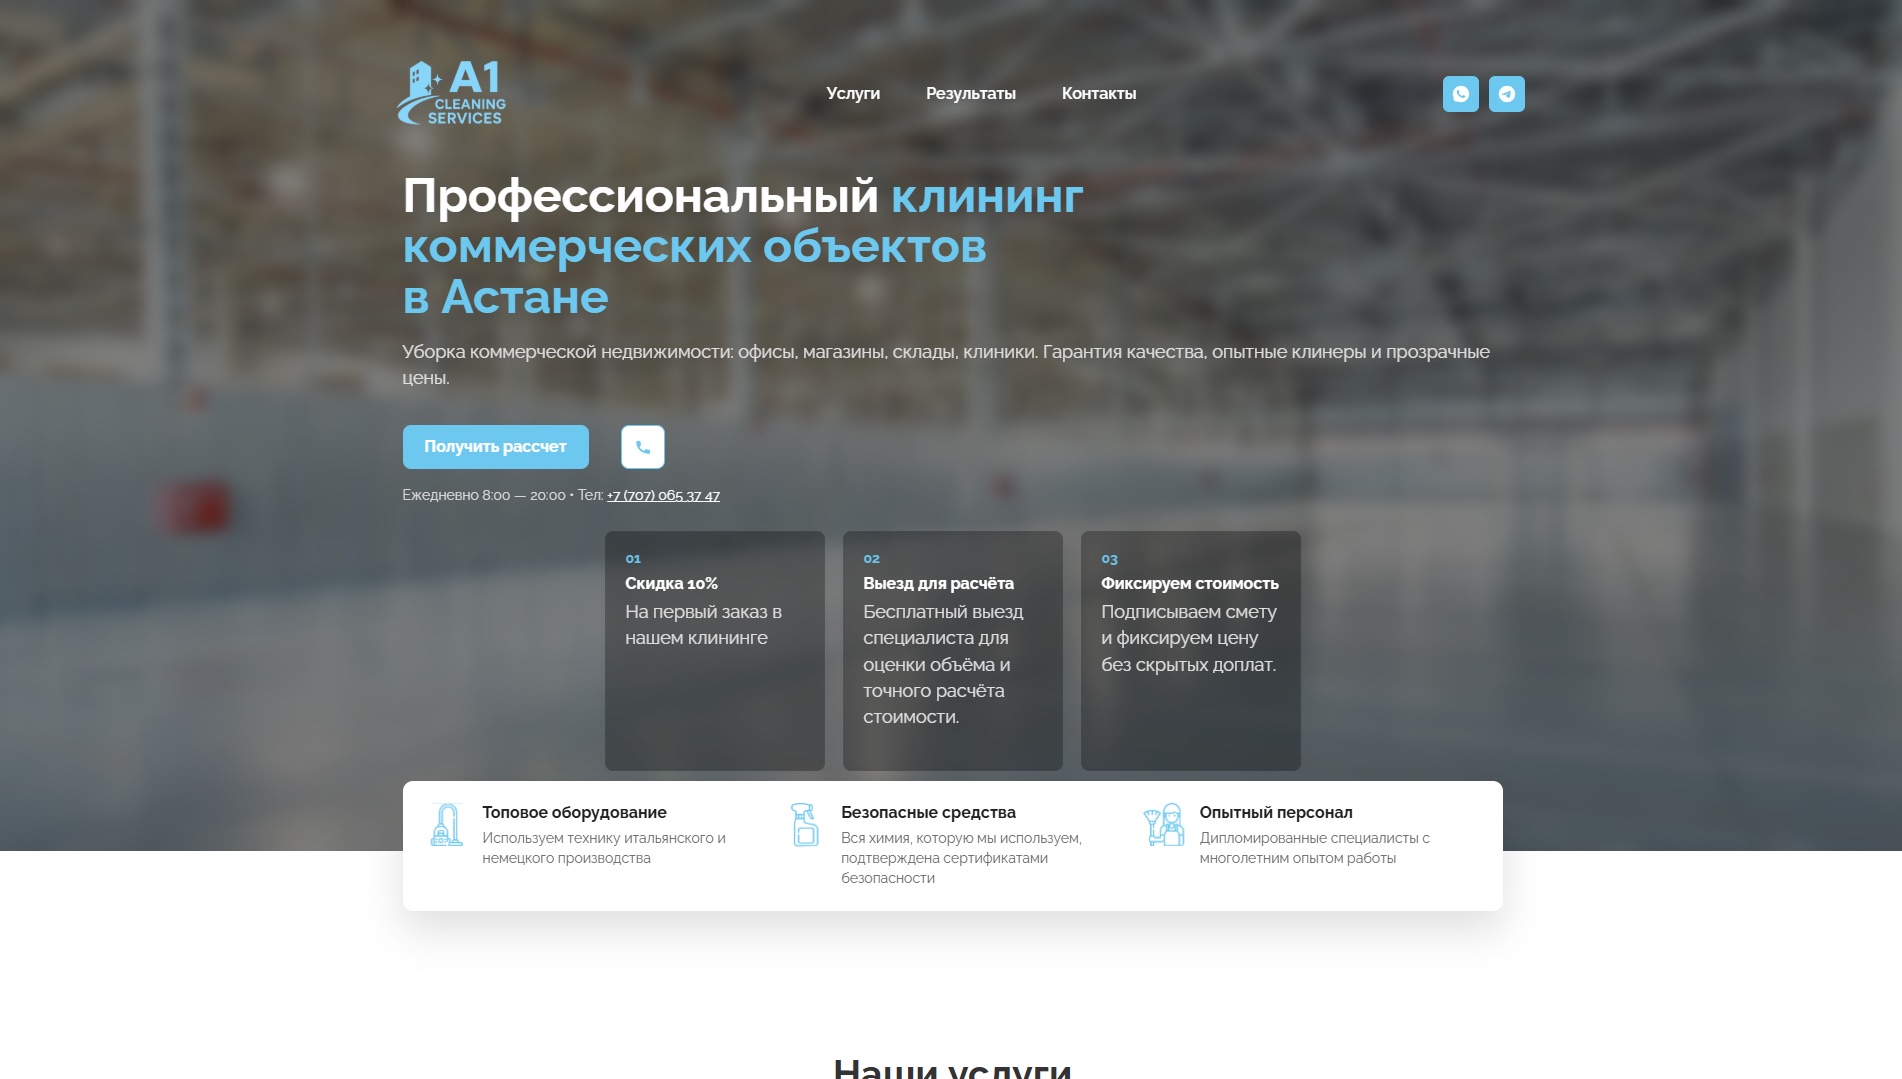 A1
CLEANING
SERVICES
Услуги Результаты Контакты
Профессиональный клининг
коммерческих объектов
в Астане
Уборка коммерческой недвижимости: офисы, магазины, склады, клиники. Гарантия качества, опытные клинеры и прозрачные
цены.
Получить рассчет
Ежедневно 8:00 — 20:00 • Тел: +7 (707) 065 37 47
01
Скидка 10%
На первый заказ в
нашем клининге
02
Выезд для расчёта
Бесплатный выезд
специалиста для
оценки объёма и
точного расчёта
стоимости.
03
Фиксируем стоимость
Подписываем смету
и фиксируем цену
без скрытых доплат.
Топовое оборудование
Используем технику итальянского и
немецкого производства
Безопасные средства
Вся химия, которую мы используем,
подтверждена сертификатами
безопасности
Опытный персонал
Дипломированные специалисты с
многолетним опытом работы
Наши услуги